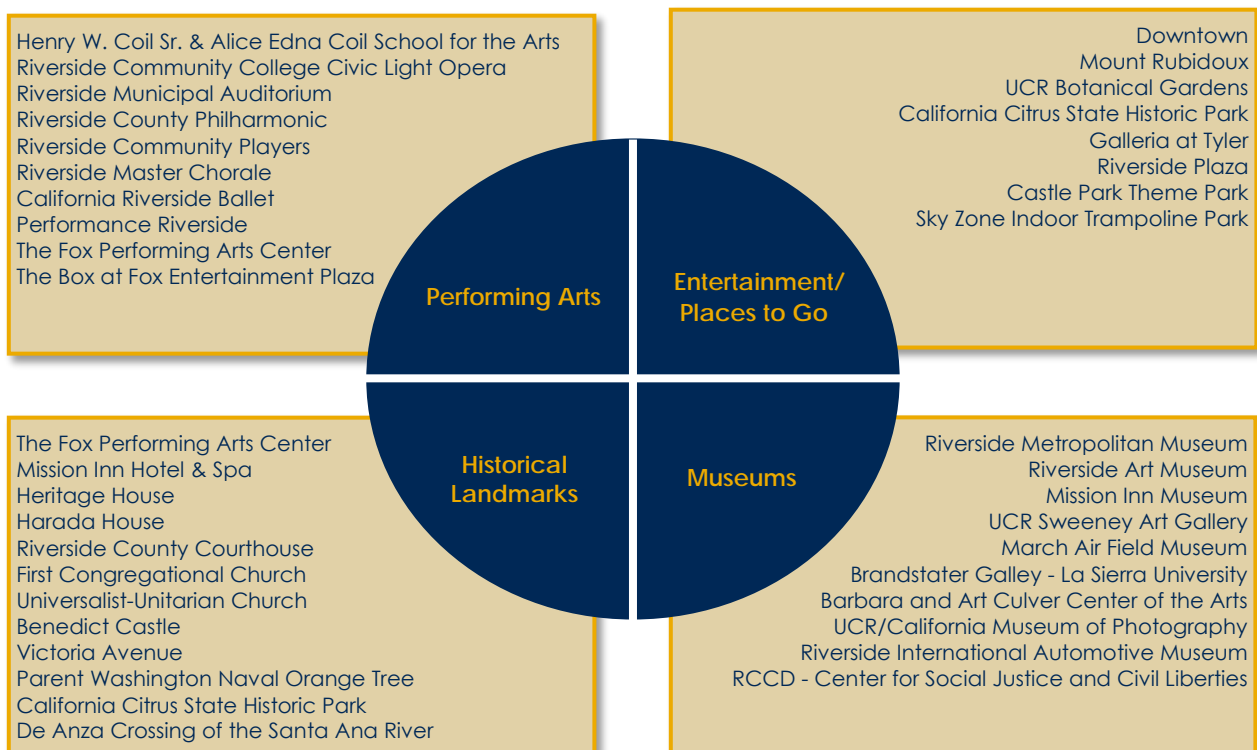 Henry W. Coil Sr. & Alice Edna Coil School for the Arts
Riverside Community College Civic Light Opera
Riverside Municipal Auditorium
Riverside County Philharmonic
Riverside Community Players
Riverside Master Chorale
California Riverside Ballet
Performance Riverside
The Fox Performing Arts Center
The Box at Fox Entertainment Plaza
Performing Arts
Downtown
Mount Rubidoux
UCR Botanical Gardens
California Citrus State Historic Park
Galleria at Tyler
Riverside Plaza
Castle Park Theme Park
Sky Zone Indoor Trampoline Park
Entertainment/
Places to Go
The Fox Performing Arts Center
Mission Inn Hotel & Spa
Heritage House
Harada House
Riverside County Courthouse
First Congregational Church
Universalist-Unitarian Church
Benedict Castle
Victoria Avenue
Parent Washington Naval Orange Tree
California Citrus State Historic Park
De Anza Crossing of the Santa Ana River
Historical
Landmarks
Museums
Riverside Metropolitan Museum
Riverside Art Museum
Mission Inn Museum
UCR Sweeney Art Gallery
March Air Field Museum
Brandstater Galley - La Sierra University
Barbara and Art Culver Center of the Arts
UCR/California Museum of Photography
Riverside International Automotive Museum
RCCD - Center for Social Justice and Civil Liberties